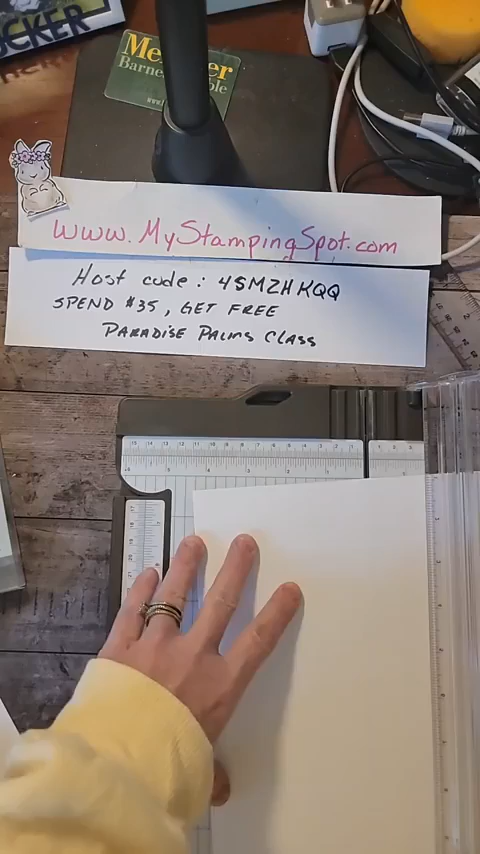 www.MyStampingSpot.com
Host code: 4SMZHKQQ
SPEND $35, GET FREE
PARADISE PALMS CLASS